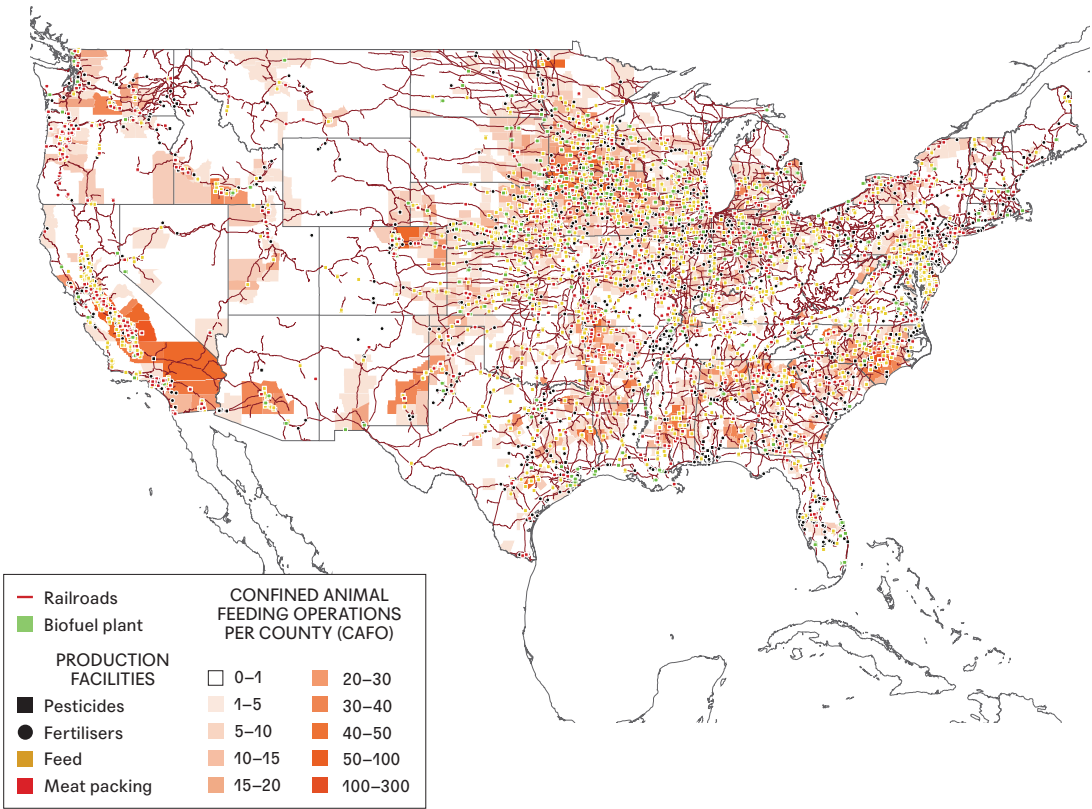 Railroads
Biofuel plant
PRODUCTION
FACILITIES
Pesticides
Fertilisers
Feed
Meat packing
CONFINED ANIMAL
FEEDING OPERATIONS
PER COUNTY (CAFO)
0–1
1–5
5–10
10–15
15–20
20–30
30–40
40–50
50–100
100–300